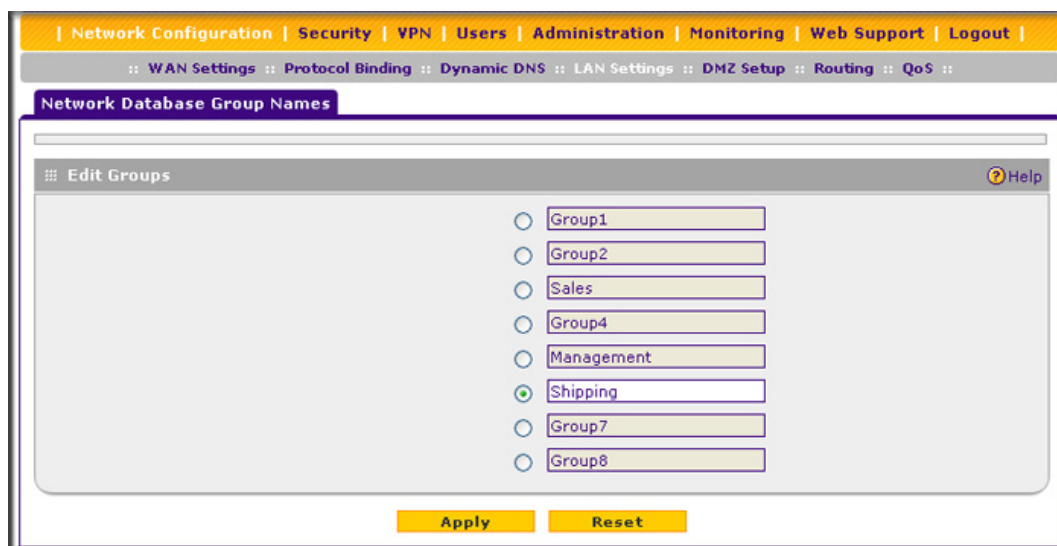 | Network Configuration | Security | VPN | Users | Administration | Monitoring | Web Support | Logout |
:: WAN Settings :: Protocol Binding :: Dynamic DNS :: LAN Settings :: DMZ Setup :: Routing :: QoS ::
Network Database Group Names
Edit Groups ? Help
Group1
Group2
Sales
Group4
Management
Shipping
Group7
Group8
Apply Reset